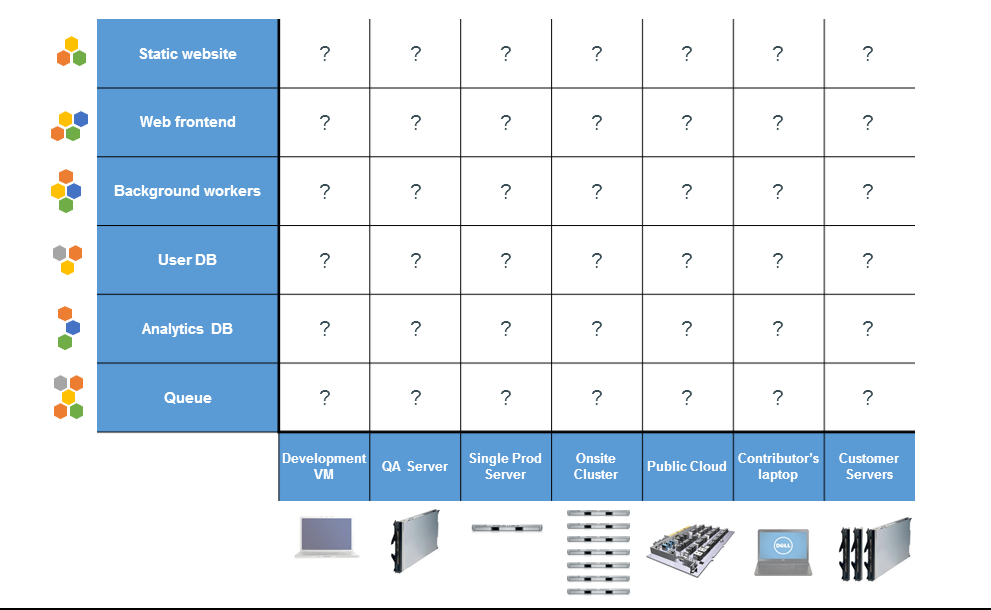 Static website ? ? ? ? ? ? ?
Web frontend ? ? ? ? ? ? ?
Background workers ? ? ? ? ? ? ?
User DB ? ? ? ? ? ? ?
Analytics DB ? ? ? ? ? ? ?
Queue ? ? ? ? ? ? ?
Development
VM
QA Server
Single Prod
Server
Onsite
Cluster
Public Cloud
Contributor's
laptop
Customer
Servers
DELL